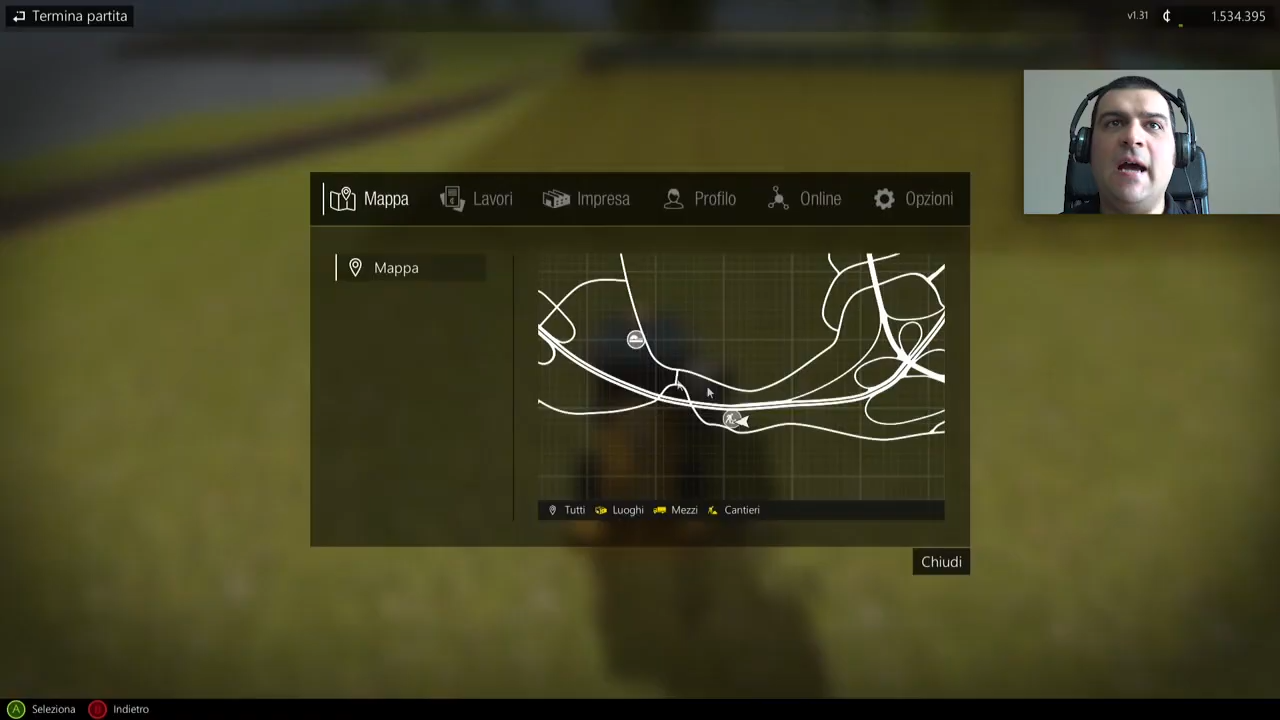 Termina partita
v1.31 ₵ 1.534.395
Mappa Lavori Impresa Profilo Online Opzioni
Mappa
Tutti Luoghi Mezzi Cantieri
Chiudi
A Seleziona B Indietro